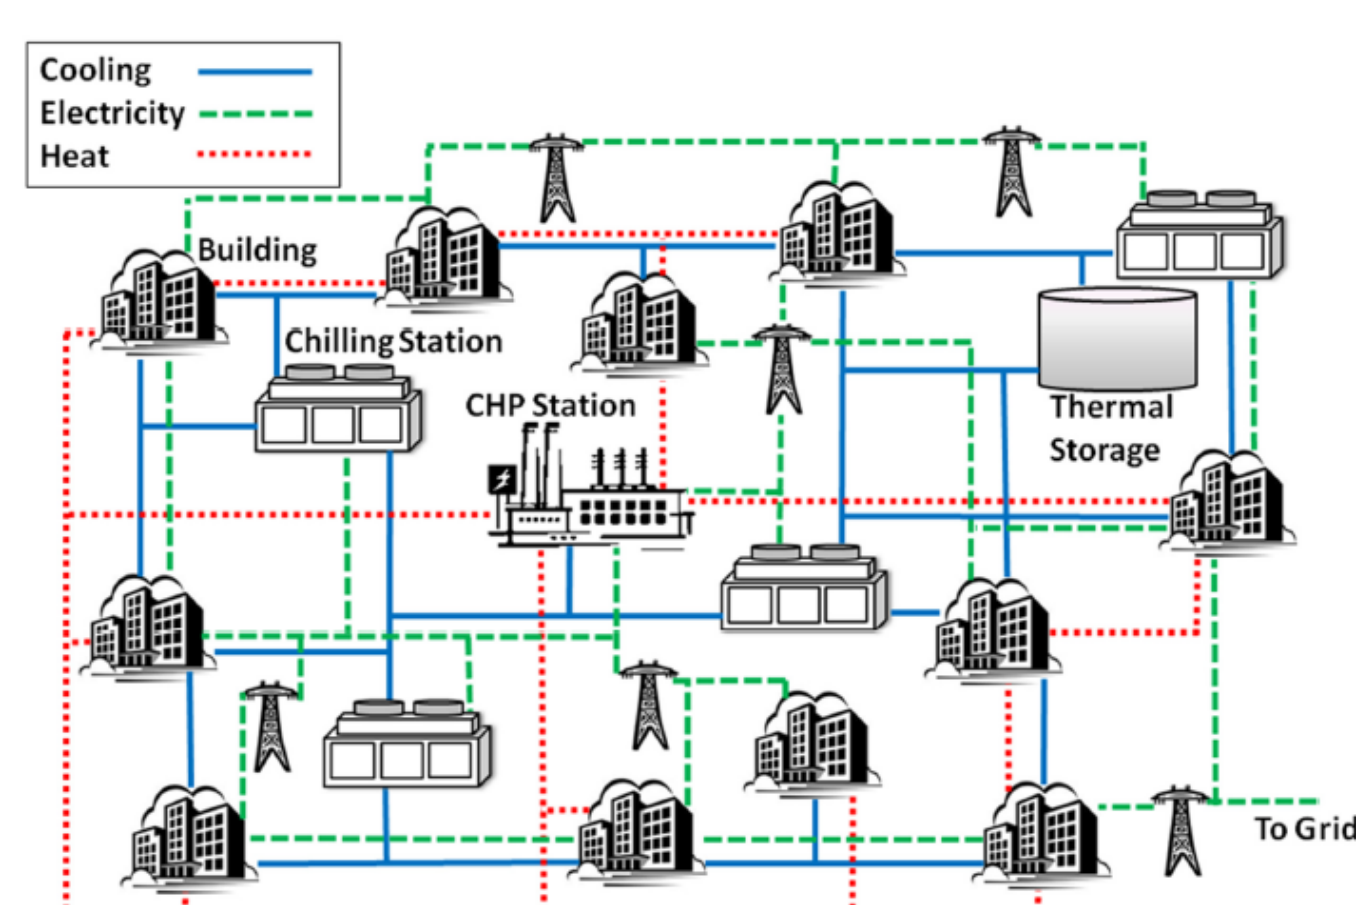 Cooling
Electricity
Heat
Building
Chilling Station
CHP Station
Thermal
Storage
To Grid